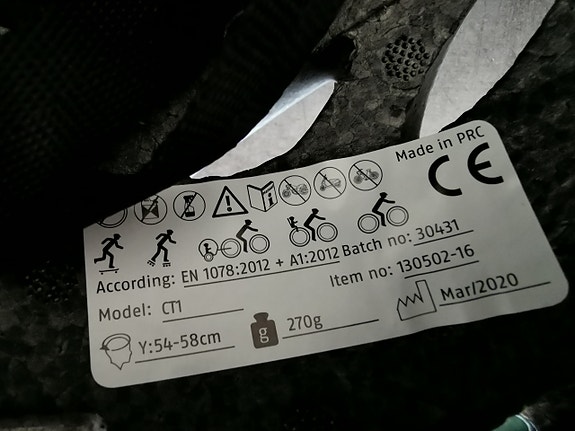 Made in PRC
CE
According: EN 1078:2012 + A1:2012 Batch no: 30431
Model: CT1 Item no: 130502-16
Y:54-58cm g 270g Mar/2020